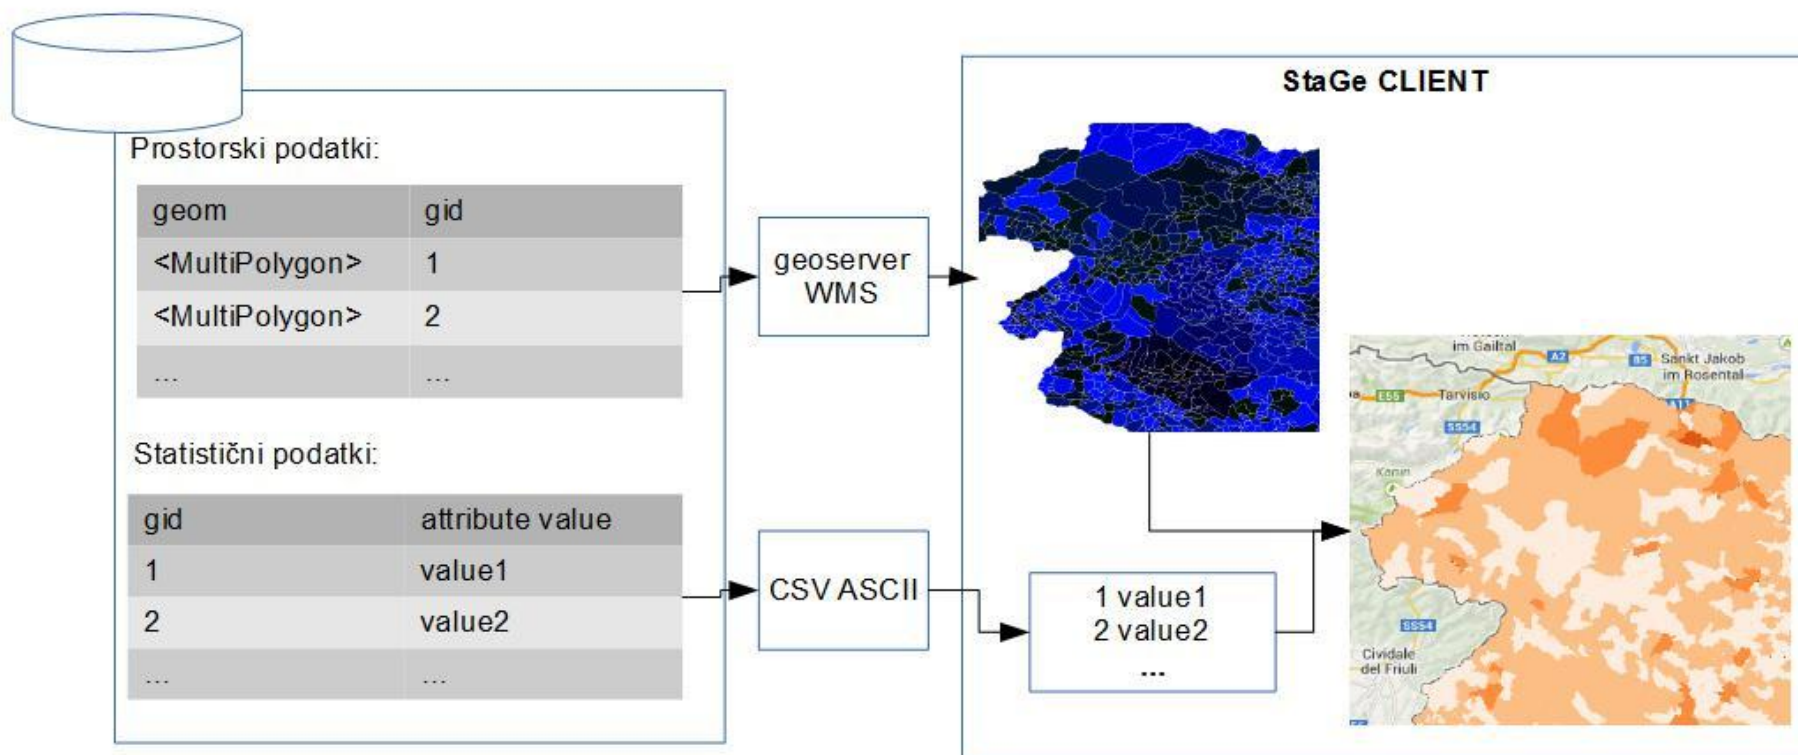 StaGe CLIENT
Prostorski podatki:
geom gid
<MultiPolygon> 1
<MultiPolygon> 2
... ...
geoserver
WMS
Statistični podatki:
gid attribute value
1 value1
2 value2
... ...
CSV ASCII
1 value1
2 value2
...
im Gailtal
A2
B5
Sankt Jakob
im Rosental
E55
Tarvisio
A11
SS54
Kanin
SS54
Cividale
del Friuli